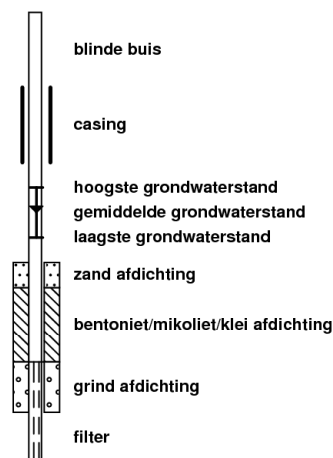 blinde buis
casing
hoogste grondwaterstand
gemiddelde grondwaterstand
laagste grondwaterstand
zand afdichting
bentoniet/mikoliet/klei afdichting
grind afdichting
filter